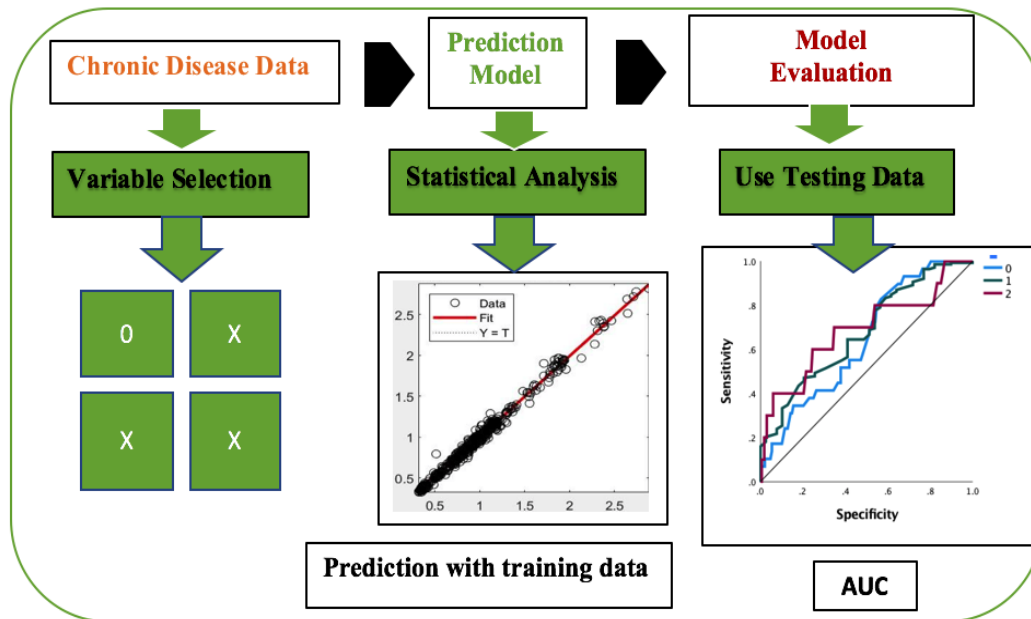 Chronic Disease Data
Prediction
Model
Model
Evaluation
Variable Selection
Statistical Analysis
Use Testing Data
0
X
X
X
2.5
2
1.5
1
0.5
Data
Fit
Y = T
0.5
1
1.5
2
2.5
Prediction with training data
1.0
.8
.6
.4
.2
.0
Sensitivity
0
1
2
.0
.2
.4
.6
.8
1.0
Specificity
AUC